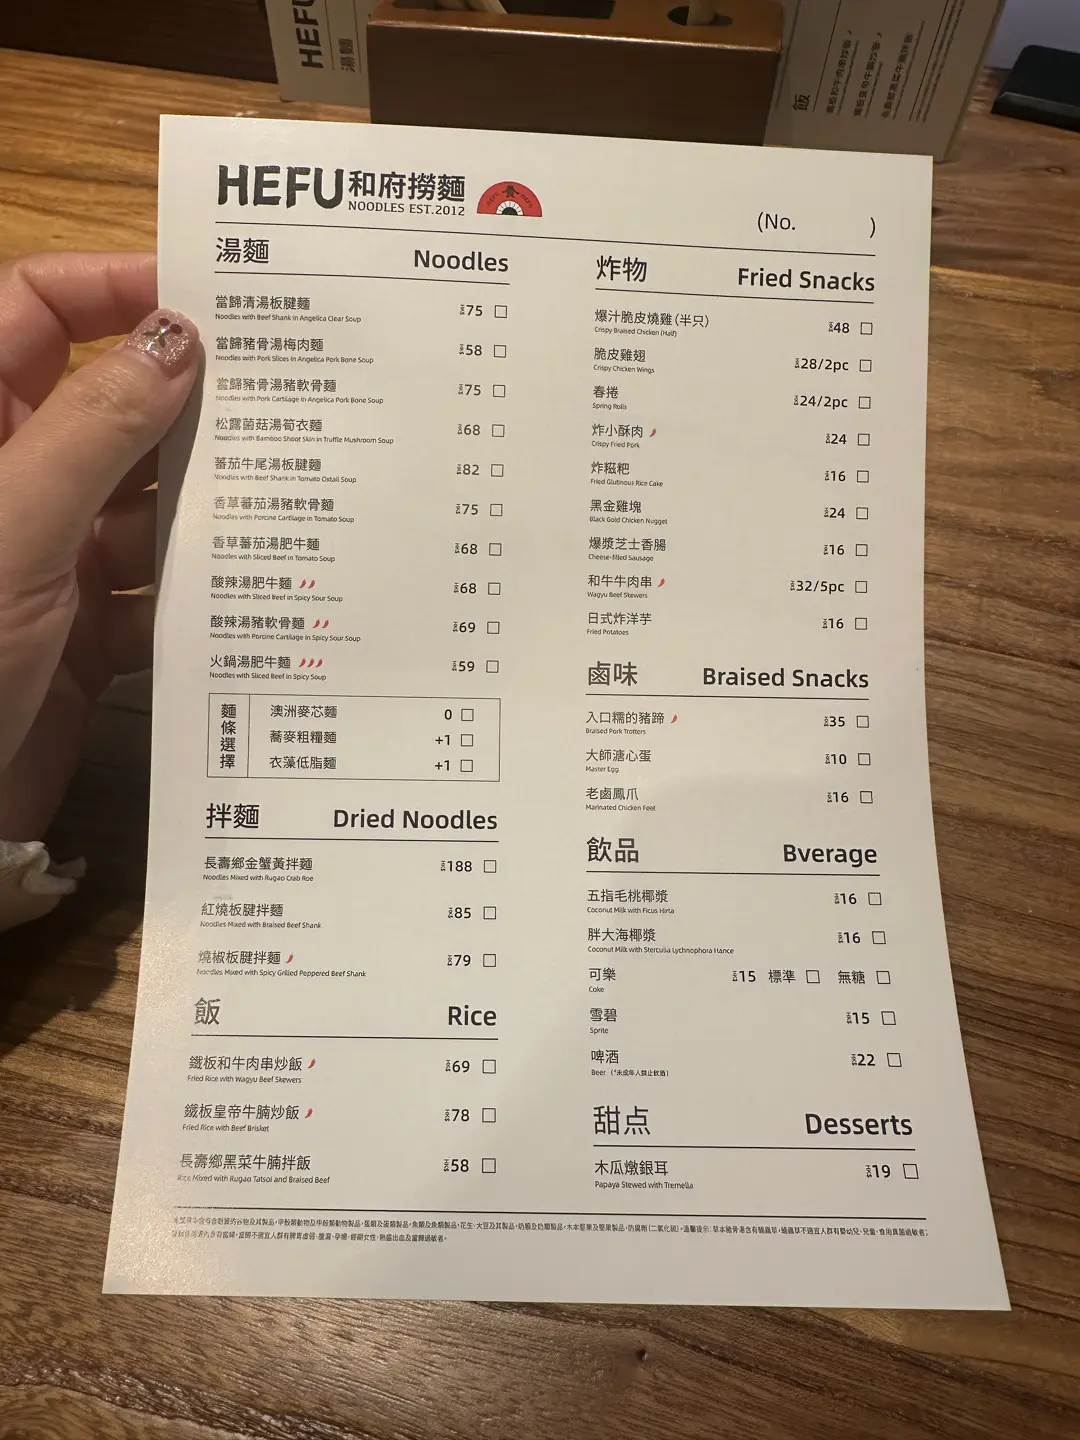 HEFU
湯麵
飯
HEFU 和府撈麵
NOODLES EST.2012
(No. )
湯麵 Noodles
當歸清湯板腱麵 75
Noodles with Beef Shank in Angelica Clear Soup
當歸豬骨湯梅肉麵 58
Noodles with Pork Slices in Angelica Pork Bone Soup
當歸豬骨湯豬軟骨麵 75
Noodles with Pork Cartilage in Angelica Pork Bone Soup
松露菌菇湯筍衣麵 68
Noodles with Bamboo Shoot Skin in Truffle Mushroom Soup
蕃茄牛尾湯板腱麵 82
Noodles with Beef Shank in Tomato Oxtail Soup
香草蕃茄湯豬軟骨麵 75
Noodles with Porcine Cartilage in Tomato Soup
香草蕃茄湯肥牛麵 68
Noodles with Sliced Beef in Tomato Soup
酸辣湯肥牛麵 68
Noodles with Sliced Beef in Spicy Sour Soup
酸辣湯豬軟骨麵 69
Noodles with Porcine Cartilage in Spicy Sour Soup
火鍋湯肥牛麵 59
Noodles with Sliced Beef in Spicy Soup
麵條選擇
澳洲麥芯麵 0
蕎麥粗糧麵 +1
衣藻低脂麵 +1
拌麵 Dried Noodles
長壽鄉金蟹黃拌麵 188
Noodles Mixed with Rugao Crab Roe
紅燒板腱拌麵 85
Noodles Mixed with Braised Beef Shank
燒椒板腱拌麵 79
Noodles Mixed with Spicy Grilled Peppered Beef Shank
飯 Rice
鐵板和牛肉串炒飯 69
Fried Rice with Wagyu Beef Skewers
鐵板皇帝牛腩炒飯 78
Fried Rice with Beef Brisket
長壽鄉黑菜牛腩拌飯 58
Rice Mixed with Rugao Tatsoi and Braised Beef
炸物 Fried Snacks
爆汁脆皮燒雞(半只) 48
Crispy Braised Chicken (Half)
脆皮雞翅 28/2pc
Crispy Chicken Wings
春捲 24/2pc
Spring Rolls
炸小酥肉 24
Crispy Fried Pork
炸糍粑 16
Fried Glutinous Rice Cake
黑金雞塊 24
Black Gold Chicken Nugget
爆漿芝士香腸 16
Cheese-filled Sausage
和牛牛肉串 32/5pc
Wagyu Beef Skewers
日式炸洋芋 16
Fried Potatoes
鹵味 Braised Snacks
入口糯的豬蹄 35
Braised Pork Trotters
大師溏心蛋 10
Master Egg
老鹵鳳爪 16
Marinated Chicken Feet
飲品 Bverage
五指毛桃椰漿 16
Coconut Milk with Ficus Hirta
胖大海椰漿 16
Coconut Milk with Sterculia Lychnophora Hance
可樂 15 標準 無糖
Coke
雪碧 15
Sprite
啤酒 22
Beer (*未成年人禁止飲酒)
甜点 Desserts
木瓜燉銀耳 19
Papaya Stewed with Tremella